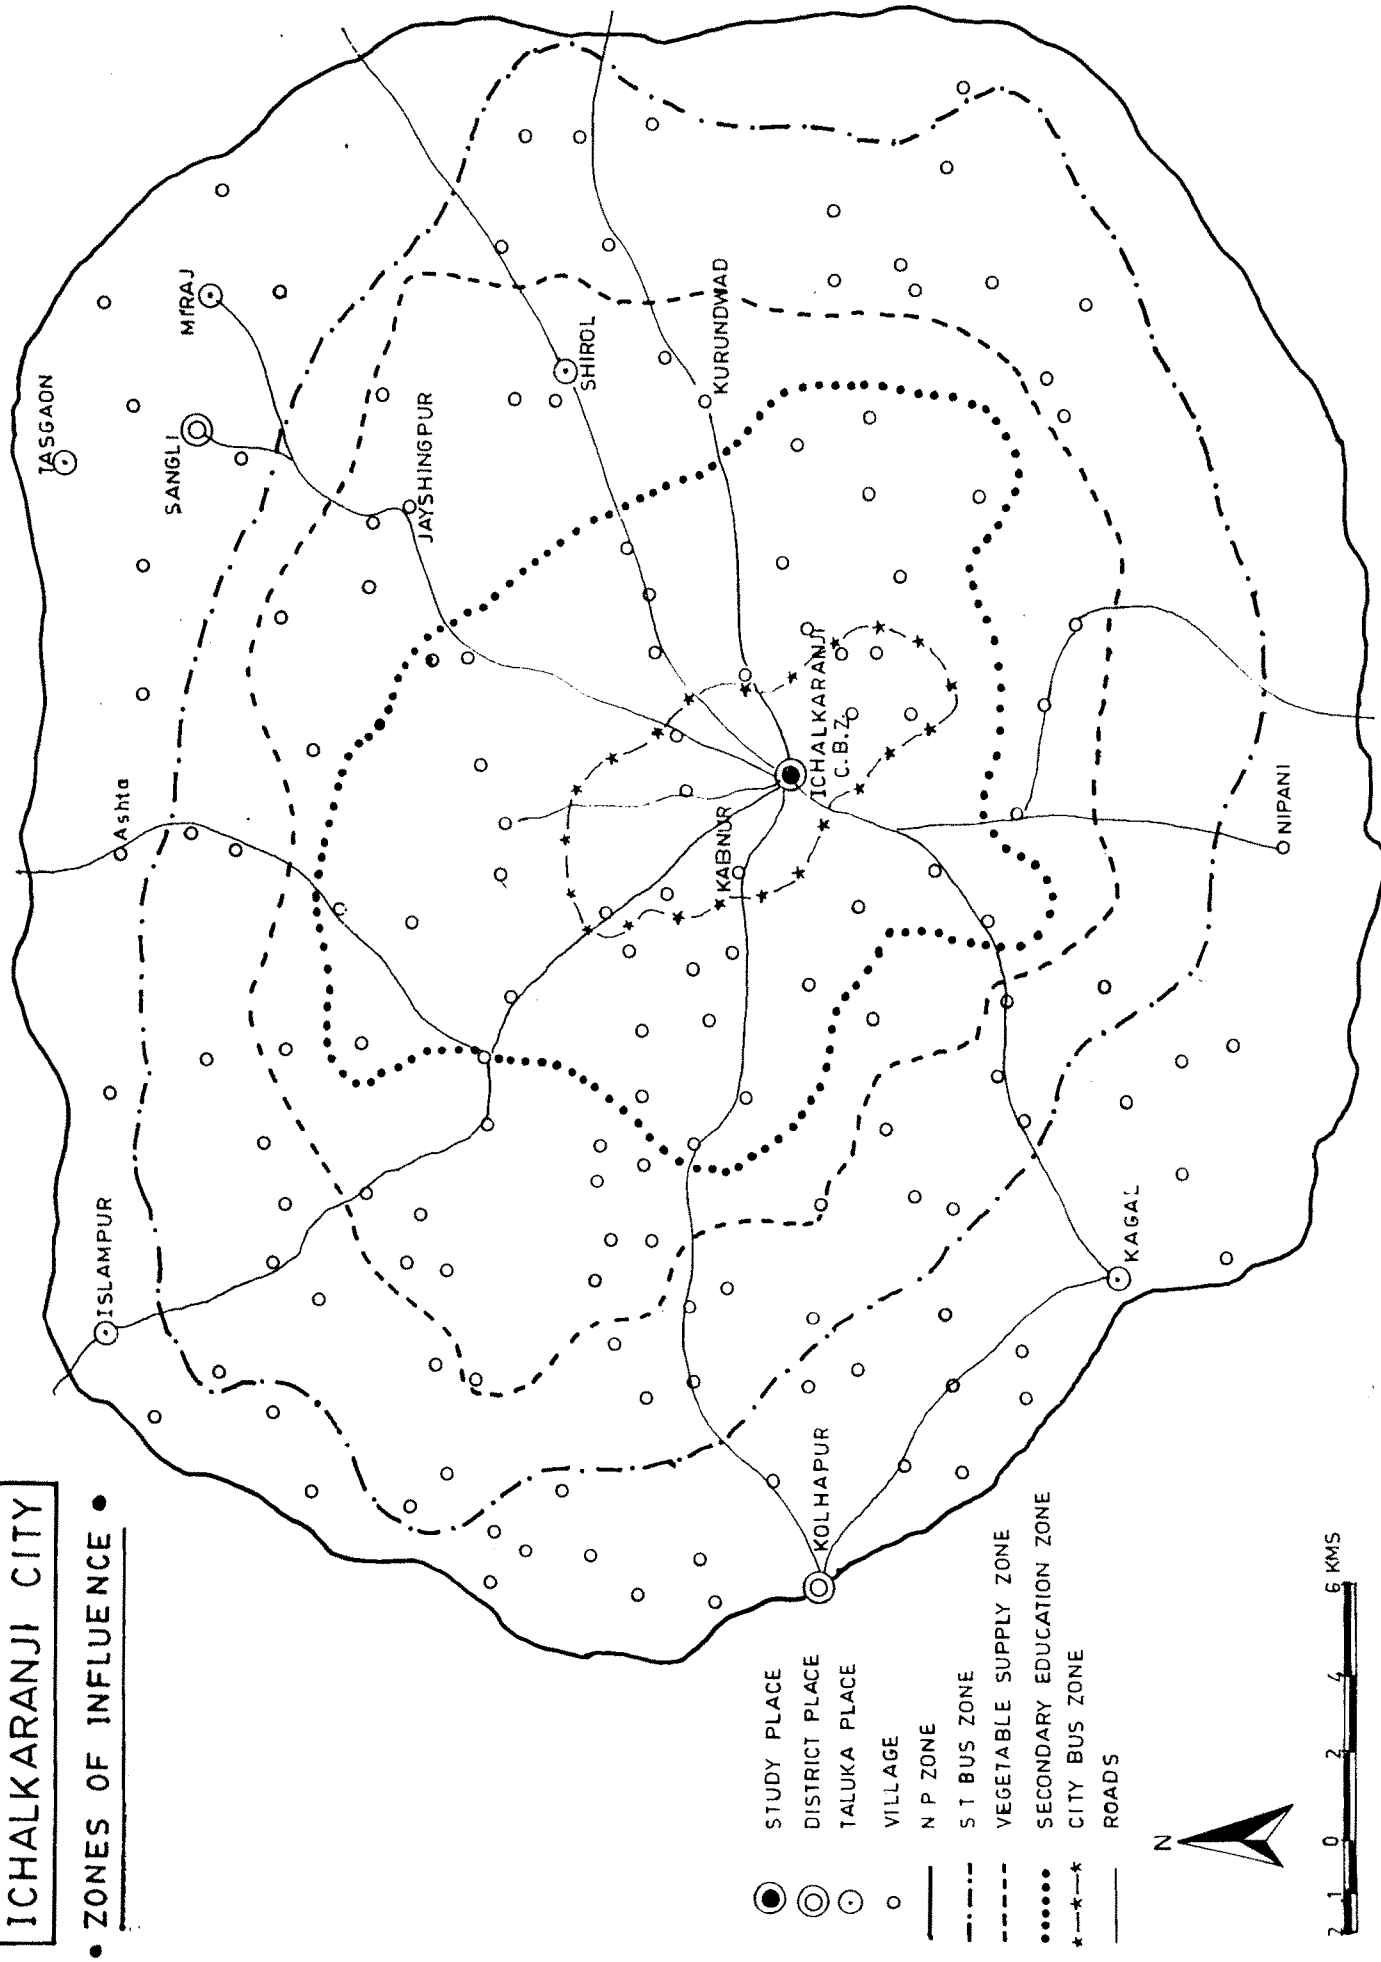 ICHALKARANJI CITY
• ZONES OF INFLUENCE •
TASGAON
MIRAJ
SANGLI
JAYSHINGPUR
SHIROL
KURUNDWAD
Ashta
ISLAMPUR
ICHALKARANJI
C.B.Z.
KABNUR
NIPANI
KAGAL
KOLHAPUR
STUDY PLACE
DISTRICT PLACE
TALUKA PLACE
VILLAGE
N P ZONE
S T BUS ZONE
VEGETABLE SUPPLY ZONE
SECONDARY EDUCATION ZONE
CITY BUS ZONE
ROADS
N
2 1 0 2 4 6 KMS